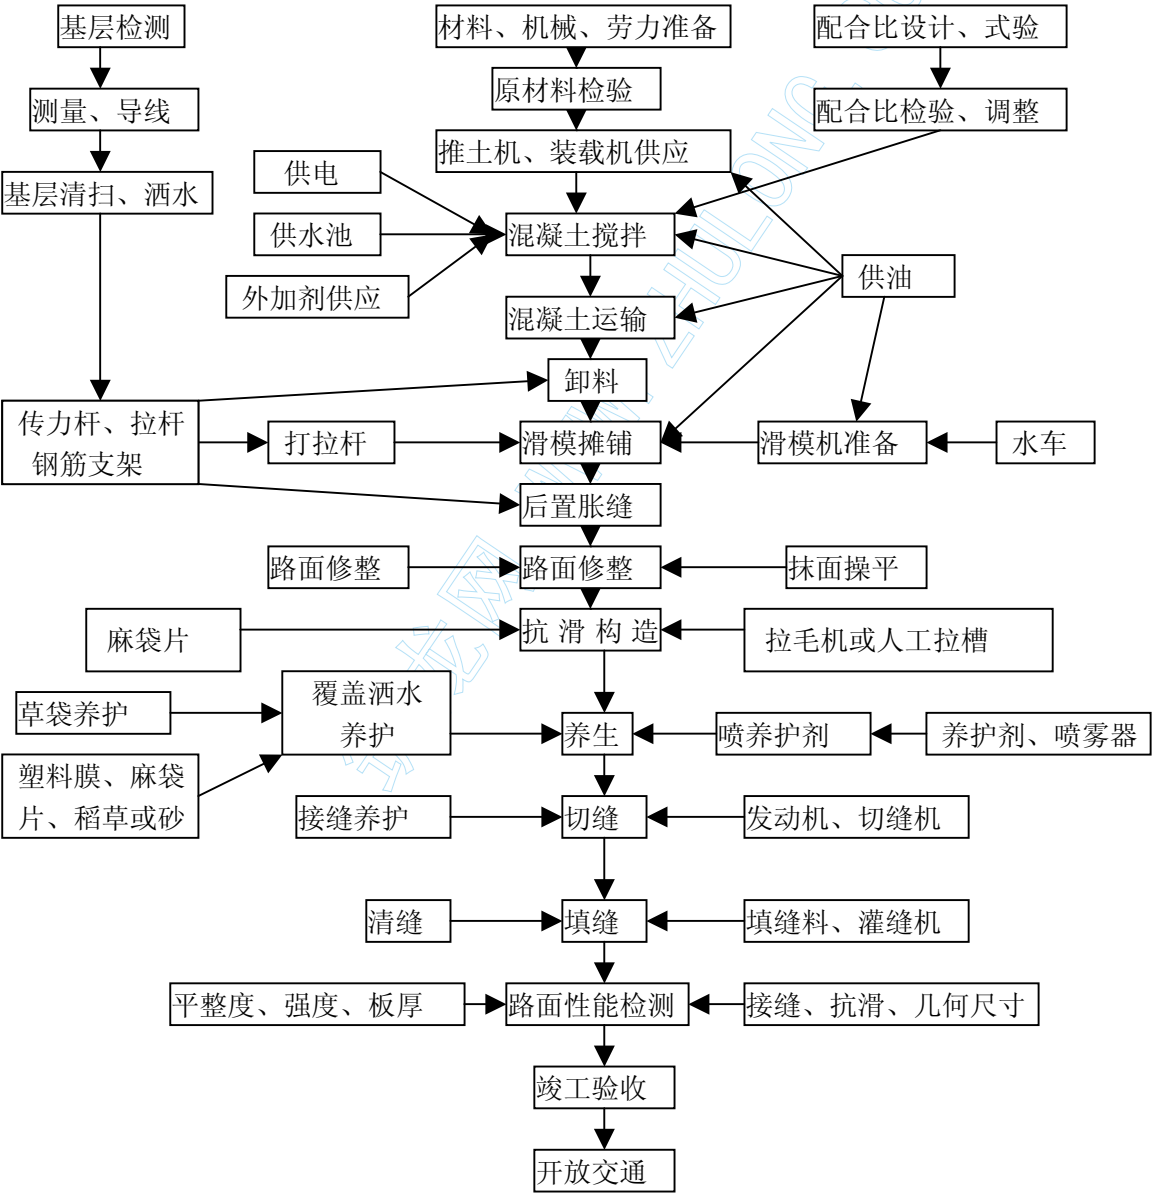 基层检测
材料、机械、劳力准备
配合比设计、式验
原材料检验
测量、导线
配合比检验、调整
推土机、装载机供应
供电
基层清扫、洒水
供水池
混凝土搅拌
供油
外加剂供应
混凝土运输
卸料
传力杆、拉杆
钢筋支架
打拉杆
滑模摊铺
滑模机准备
水车
后置胀缝
路面修整
路面修整
抹面操平
麻袋片
抗滑构造
拉毛机或人工拉槽
覆盖洒水
养护
草袋养护
养生
喷养护剂
养护剂、喷雾器
塑料膜、麻袋
片、稻草或砂
接缝养护
切缝
发动机、切缝机
清缝
填缝
填缝料、灌缝机
平整度、强度、板厚
路面性能检测
接缝、抗滑、几何尺寸
竣工验收
开放交通